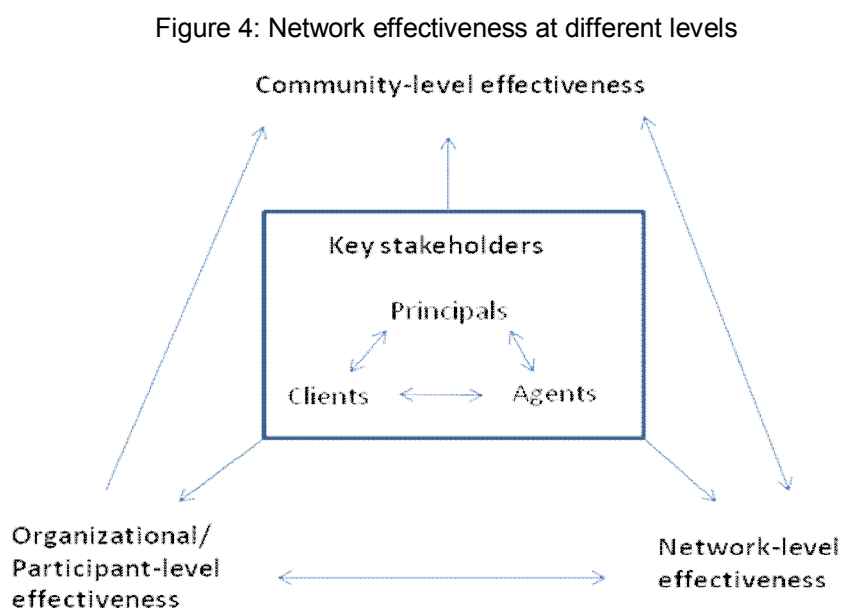 Figure 4: Network effectiveness at different levels
Community-level effectiveness
Key stakeholders
Principals
Clients
Agents
Organizational/
Participant-level
effectiveness
Network-level
effectiveness